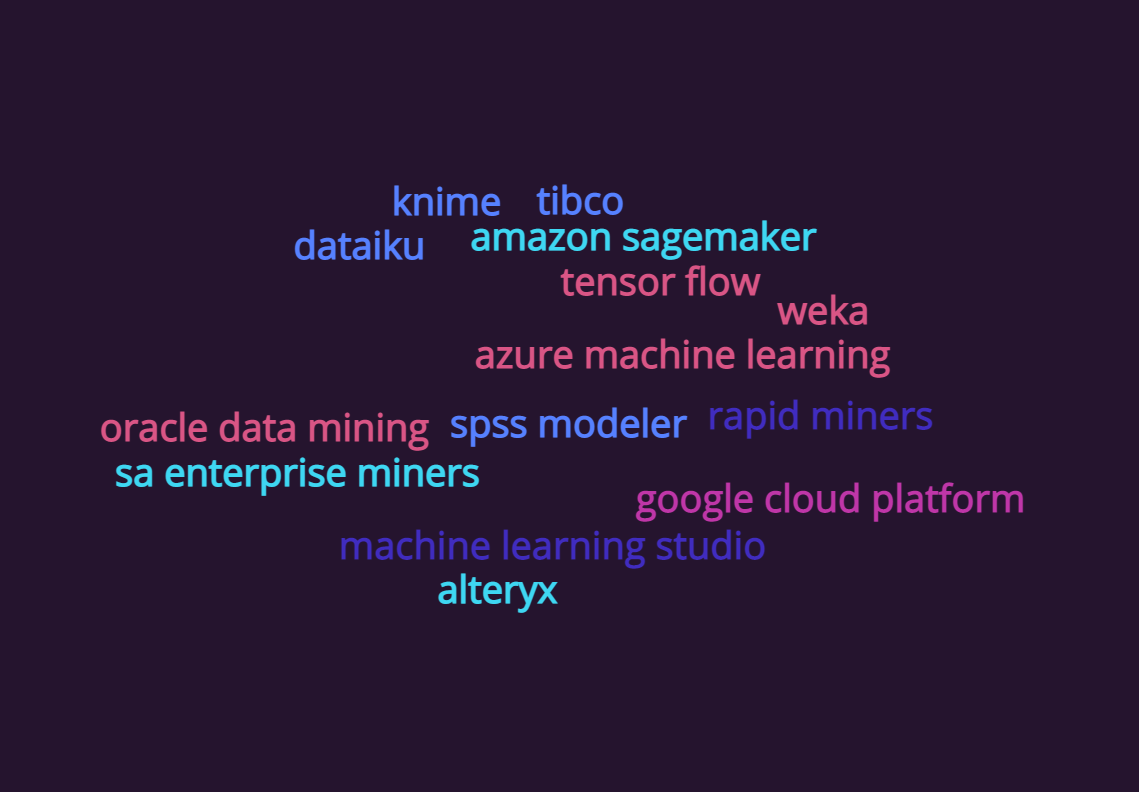 knime tibco
dataiku amazon sagemaker
tensor flow
weka
azure machine learning
oracle data mining spss modeler rapid miners
sa enterprise miners
google cloud platform
machine learning studio
alteryx